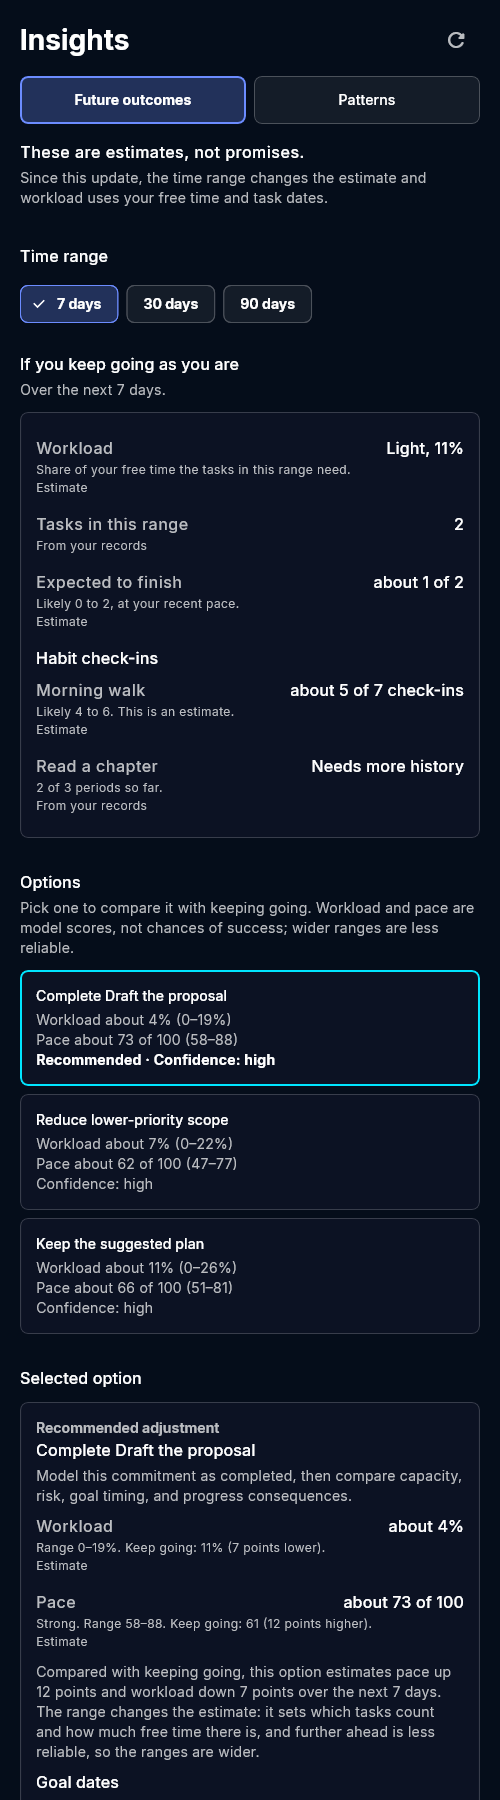 Insights
Future outcomes
Patterns
These are estimates, not promises.
Since this update, the time range changes the estimate and
workload uses your free time and task dates.
Time range
7 days
30 days
90 days
If you keep going as you are
Over the next 7 days.
Workload
Light, 11%
Share of your free time the tasks in this range need.
Estimate
Tasks in this range
2
From your records
Expected to finish
about 1 of 2
Likely 0 to 2, at your recent pace.
Estimate
Habit check-ins
Morning walk
about 5 of 7 check-ins
Likely 4 to 6. This is an estimate.
Estimate
Read a chapter
Needs more history
2 of 3 periods so far.
From your records
Options
Pick one to compare it with keeping going. Workload and pace are
model scores, not chances of success; wider ranges are less
reliable.
Complete Draft the proposal
Workload about 4% (0–19%)
Pace about 73 of 100 (58–88)
Recommended · Confidence: high
Reduce lower-priority scope
Workload about 7% (0–22%)
Pace about 62 of 100 (47–77)
Confidence: high
Keep the suggested plan
Workload about 11% (0–26%)
Pace about 66 of 100 (51–81)
Confidence: high
Selected option
Recommended adjustment
Complete Draft the proposal
Model this commitment as completed, then compare capacity,
risk, goal timing, and progress consequences.
Workload
about 4%
Range 0–19%. Keep going: 11% (7 points lower).
Estimate
Pace
about 73 of 100
Strong. Range 58–88. Keep going: 61 (12 points higher).
Estimate
Compared with keeping going, this option estimates pace up
12 points and workload down 7 points over the next 7 days.
The range changes the estimate: it sets which tasks count
and how much free time there is, and further ahead is less
reliable, so the ranges are wider.
Goal dates